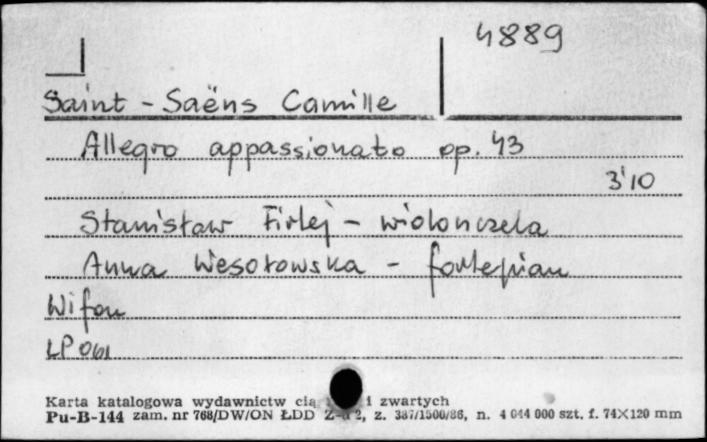 4889
Saint - Saëns Camille
Allegro appassionato op. 43
3'10
Stanisław Firlej - wiolonczela
Anna Wesołowska - fortepian
Wifon
LP 061
Karta katalogowa wydawnictw cią i zwartych
Pu-B-144 zam. nr 768/DW/ON ŁDD Z-d 2, z. 387/1500/86, n. 4 044 000 szt. f. 74×120 mm